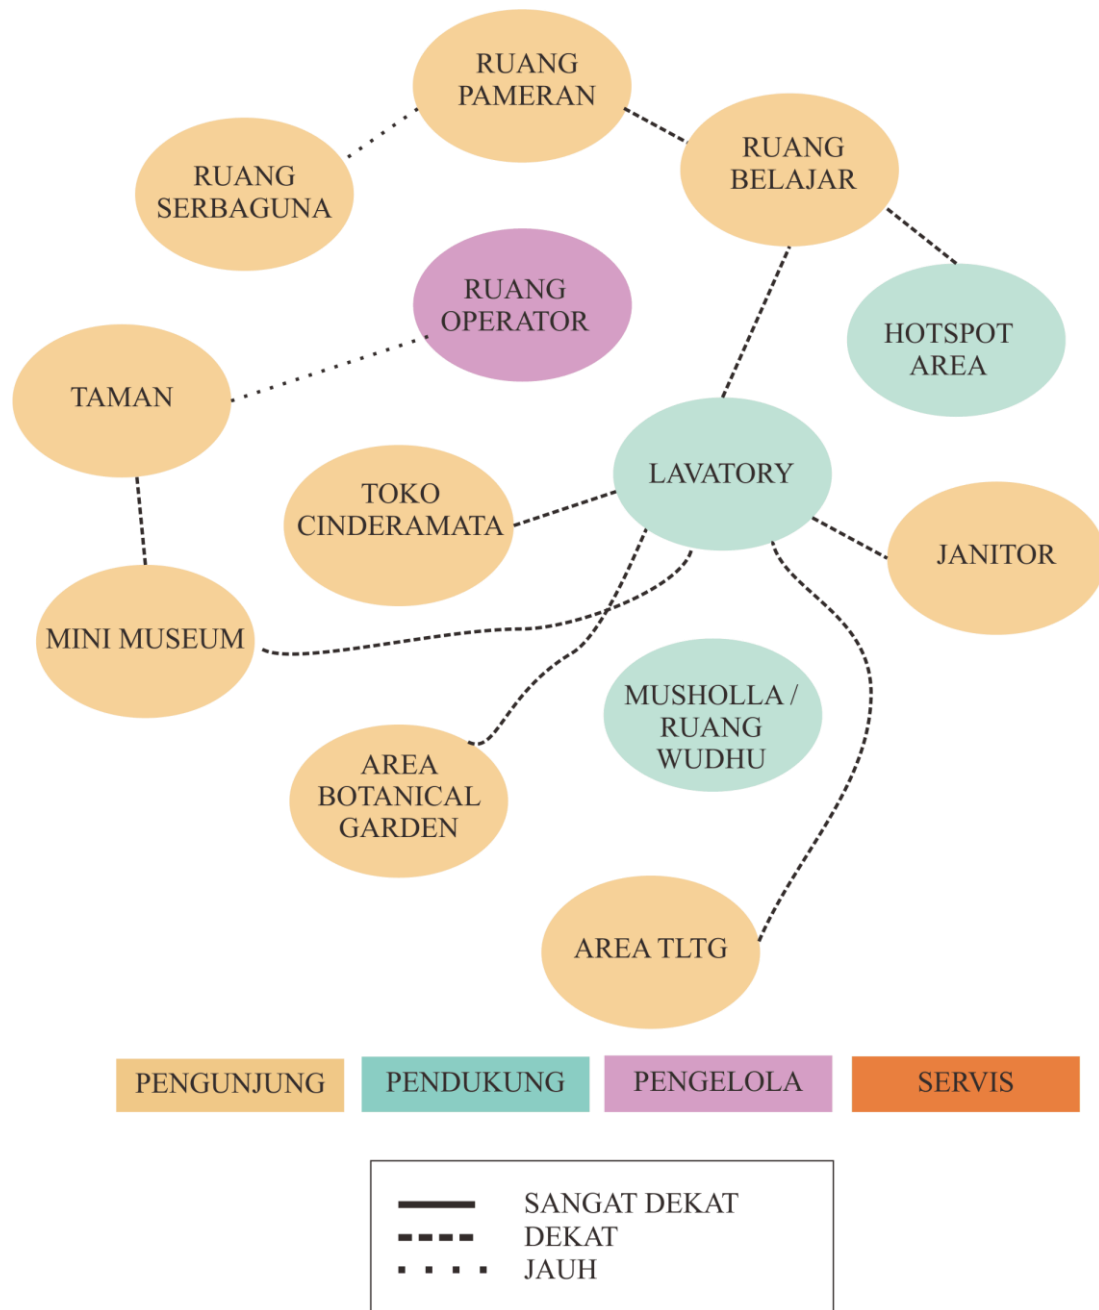 RUANG
PAMERAN
RUANG
BELAJAR
RUANG
SERBAGUNA
RUANG
OPERATOR
HOTSPOT
AREA
TAMAN
LAVATORY
TOKO
CINDERAMATA
JANITOR
MINI MUSEUM
MUSHOLLA /
RUANG
WUDHU
AREA
BOTANICAL
GARDEN
AREA TLTG
PENGUNJUNG
PENDUKUNG
PENGELOLA
SERVIS
SANGAT DEKAT
DEKAT
JAUH